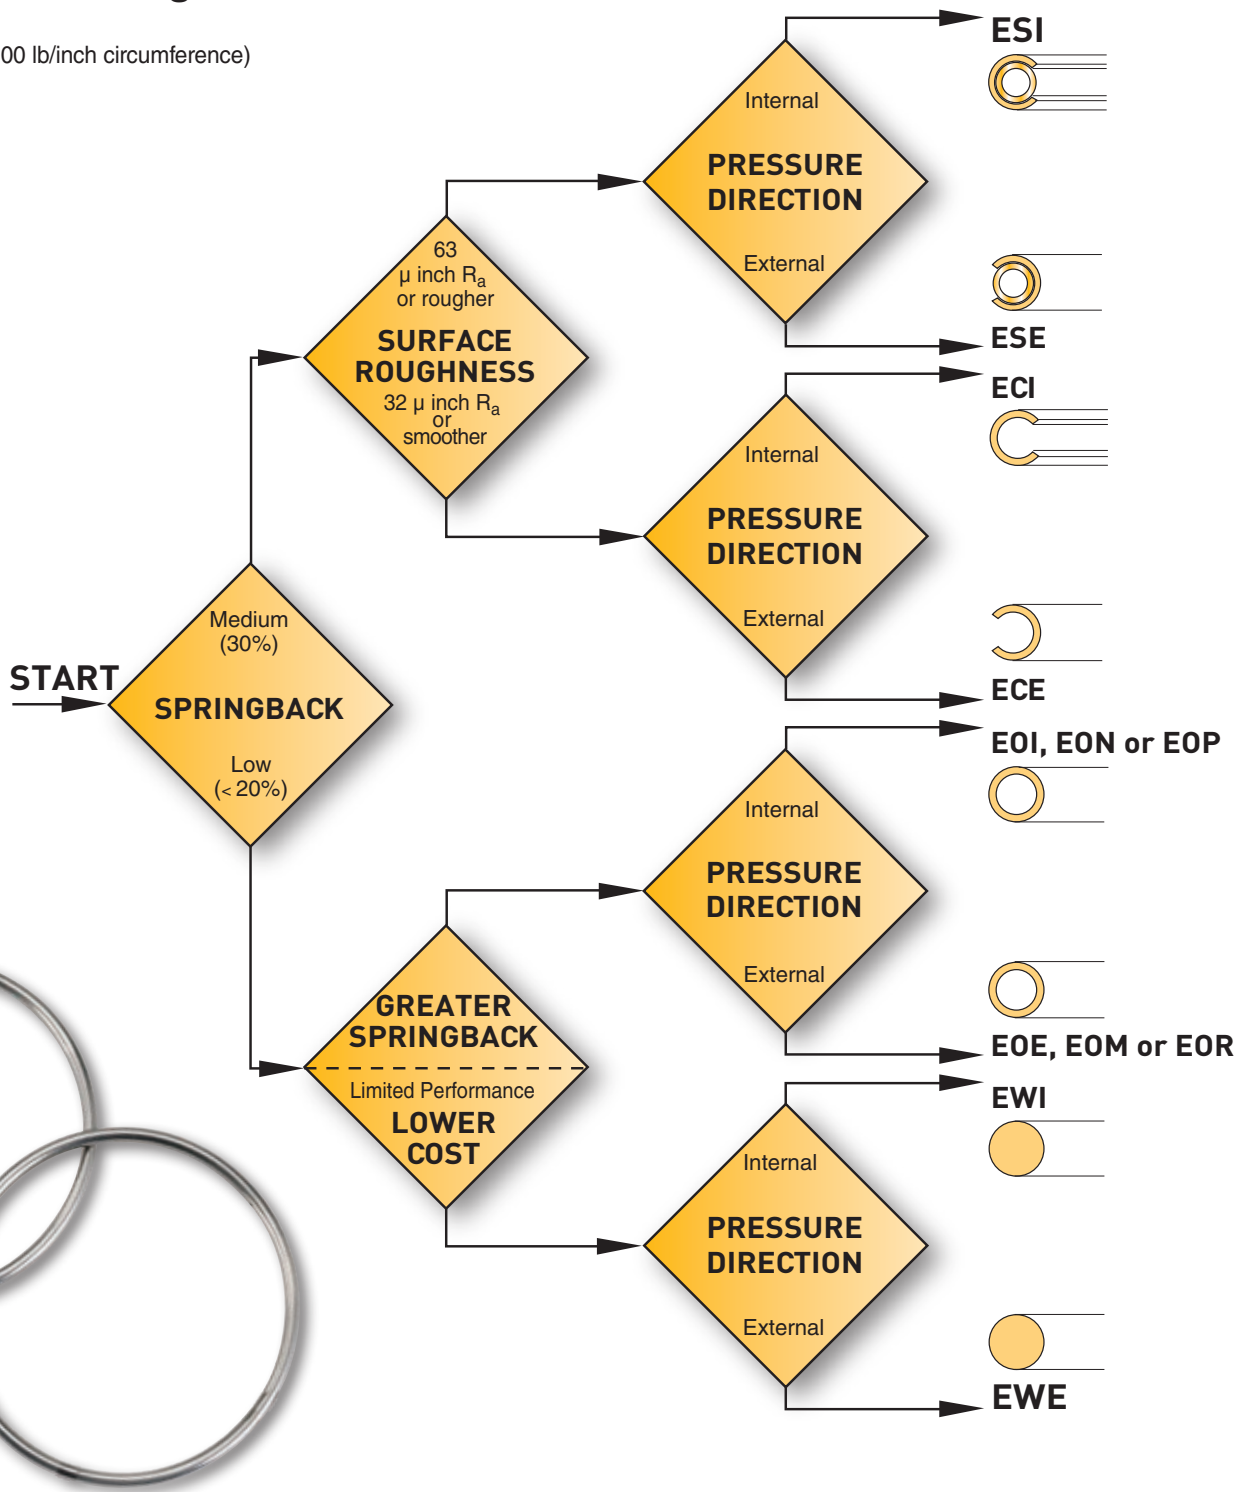 00 lb/inch circumference)
START
Medium
(30%)
SPRINGBACK
Low
(< 20%)
63
µ inch Ra
or rougher
SURFACE
ROUGHNESS
32 µ inch Ra
or
smoother
Internal
PRESSURE
DIRECTION
External
ESI
ESE
Internal
PRESSURE
DIRECTION
External
ECI
ECE
GREATER
SPRINGBACK
Limited Performance
LOWER
COST
Internal
PRESSURE
DIRECTION
External
EOI, EON or EOP
EOE, EOM or EOR
Internal
PRESSURE
DIRECTION
External
EWI
EWE